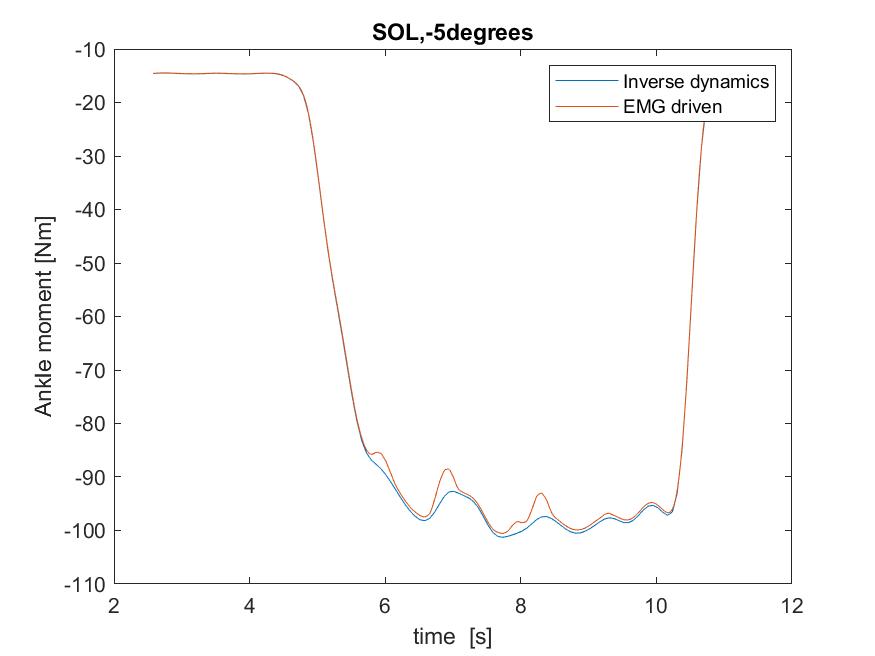 SOL,-5degrees
-10
-20
-30
-40
-50
-60
-70
-80
-90
-100
-110
Ankle moment [Nm]
Inverse dynamics
EMG driven
2 4 6 8 10 12
time [s]